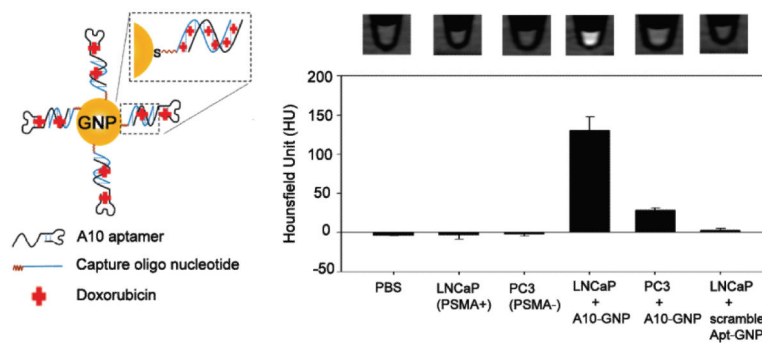 S
GNP
A10 aptamer
Capture oligo nucleotide
Doxorubicin
Hounsfield Unit (HU)
200
150
100
50
0
-50
PBS
LNCaP
(PSMA+)
PC3
(PSMA-)
LNCaP
+
A10-GNP
PC3
+
A10-GNP
LNCaP
+
scramble
Apt-GNP